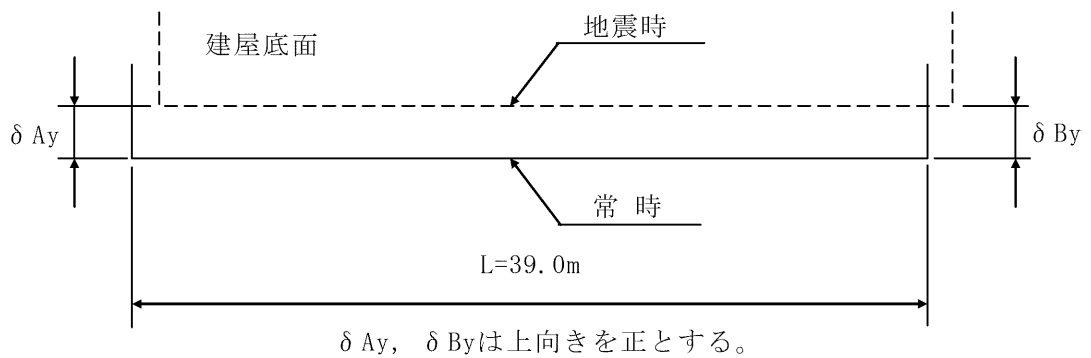 地震時
建屋底面
δAy
δBy
常 時
L=39.0m
δAy, δByは上向きを正とする。